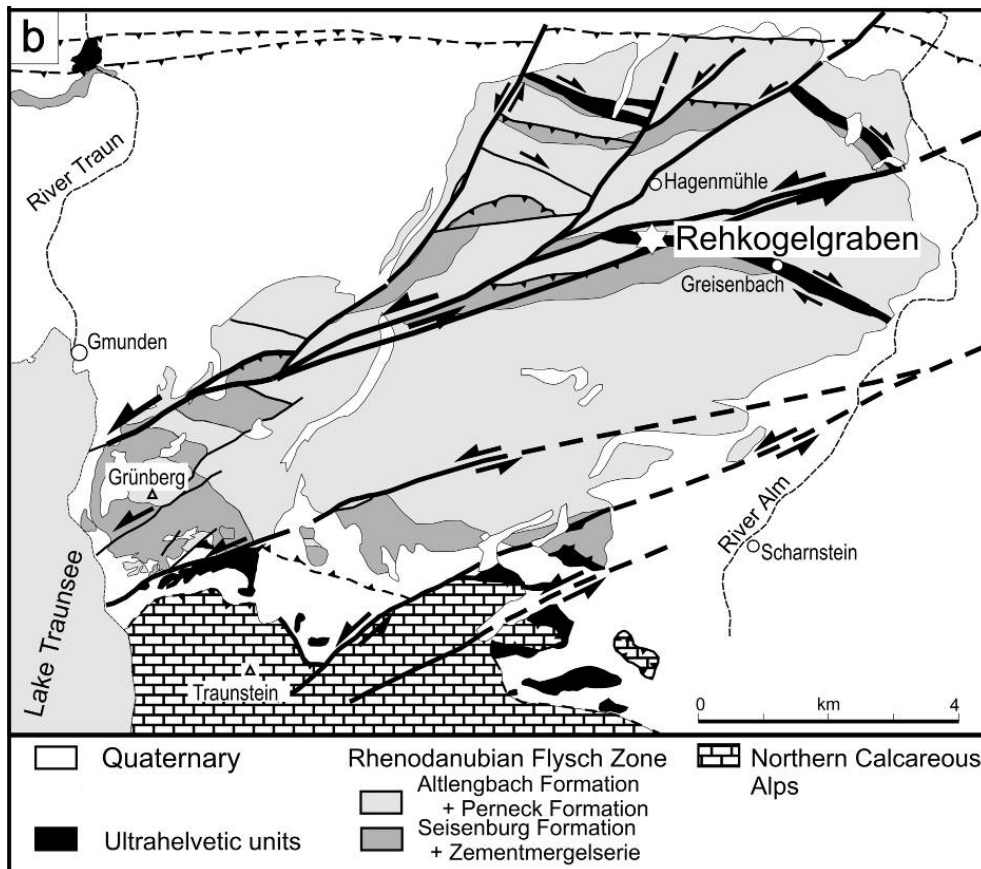 b
River Traun
Hagenmühle
Rehkogelgraben
Greisenbach
Gmunden
Grünberg
River Alm
Scharnstein
Lake Traunsee
Traunstein
0 km 4
Quaternary
Ultrahelvetic units
Rhenodanubian Flysch Zone
Altlengbach Formation
+ Perneck Formation
Seisenburg Formation
+ Zementmergelserie
Northern Calcareous
Alps